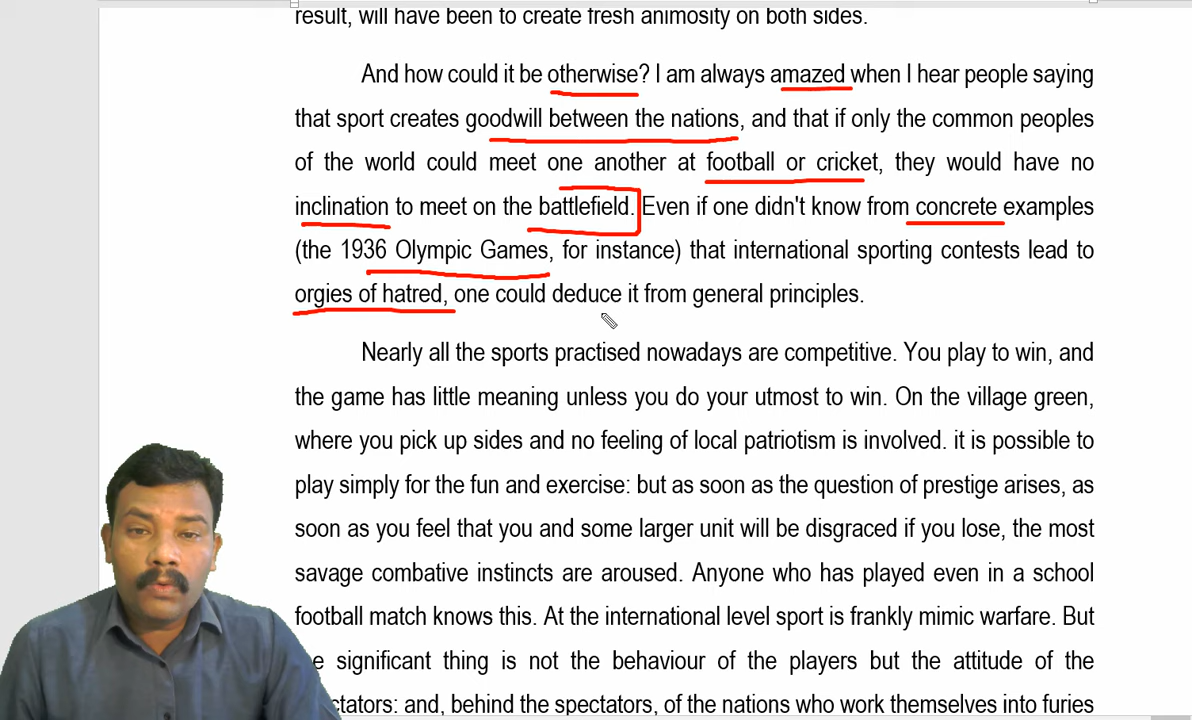 result, will have been to create fresh animosity on both sides.
And how could it be otherwise? I am always amazed when I hear people saying
that sport creates goodwill between the nations, and that if only the common peoples
of the world could meet one another at football or cricket, they would have no
inclination to meet on the battlefield. Even if one didn't know from concrete examples
(the 1936 Olympic Games, for instance) that international sporting contests lead to
orgies of hatred, one could deduce it from general principles.
Nearly all the sports practised nowadays are competitive. You play to win, and
the game has little meaning unless you do your utmost to win. On the village green,
where you pick up sides and no feeling of local patriotism is involved. it is possible to
play simply for the fun and exercise: but as soon as the question of prestige arises, as
soon as you feel that you and some larger unit will be disgraced if you lose, the most
savage combative instincts are aroused. Anyone who has played even in a school
football match knows this. At the international level sport is frankly mimic warfare. But
significant thing is not the behaviour of the players but the attitude of the
and, behind the spectators, of the nations who work themselves into furies